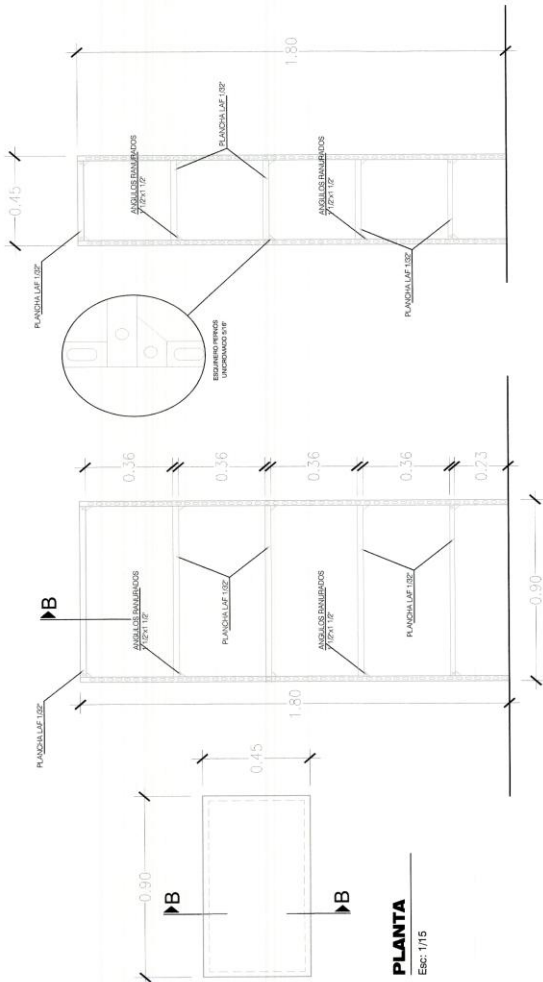 PLANCHA LAF 1/32"
0.45
1.80
ANGULOS RANURADOS
1 1/2"x1 1/2"
PLANCHA LAF 1/32"
ANGULOS RANURADOS
1 1/2"x1 1/2"
PLANCHA LAF 1/32"
ESQUINERO PERNOS
UNICROMADO 5/16"
PLANCHA LAF 1/32"
B
ANGULOS RANURADOS
1 1/2"x1 1/2"
PLANCHA LAF 1/32"
ANGULOS RANURADOS
1 1/2"x1 1/2"
PLANCHA LAF 1/32"
0.36
0.36
0.36
0.36
0.23
1.80
0.90
0.90
0.45
B
B
PLANTA
Esc: 1/15